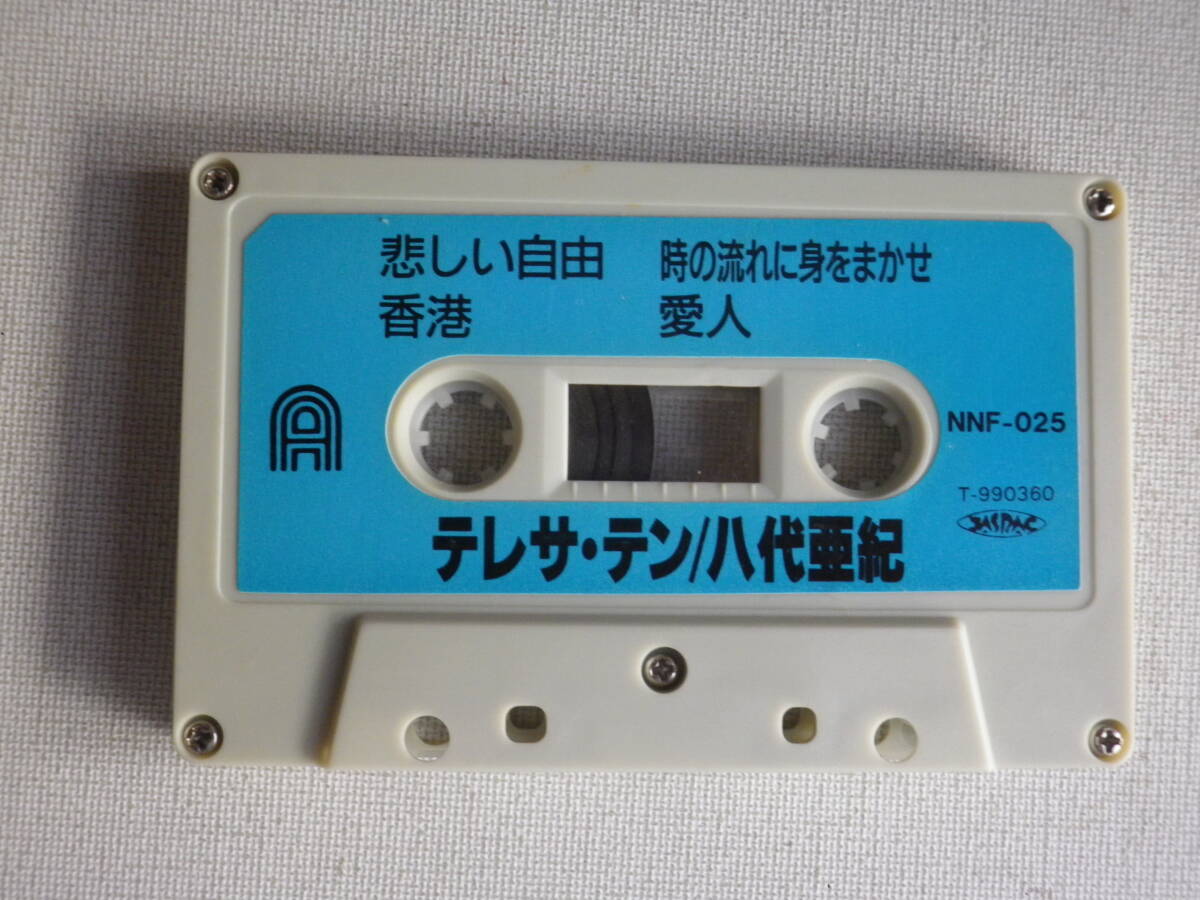 悲しい自由 時の流れに身をまかせ
香港 愛人
A
NNF-025
T-990360
JASRAC
テレサ・テン/八代亜紀